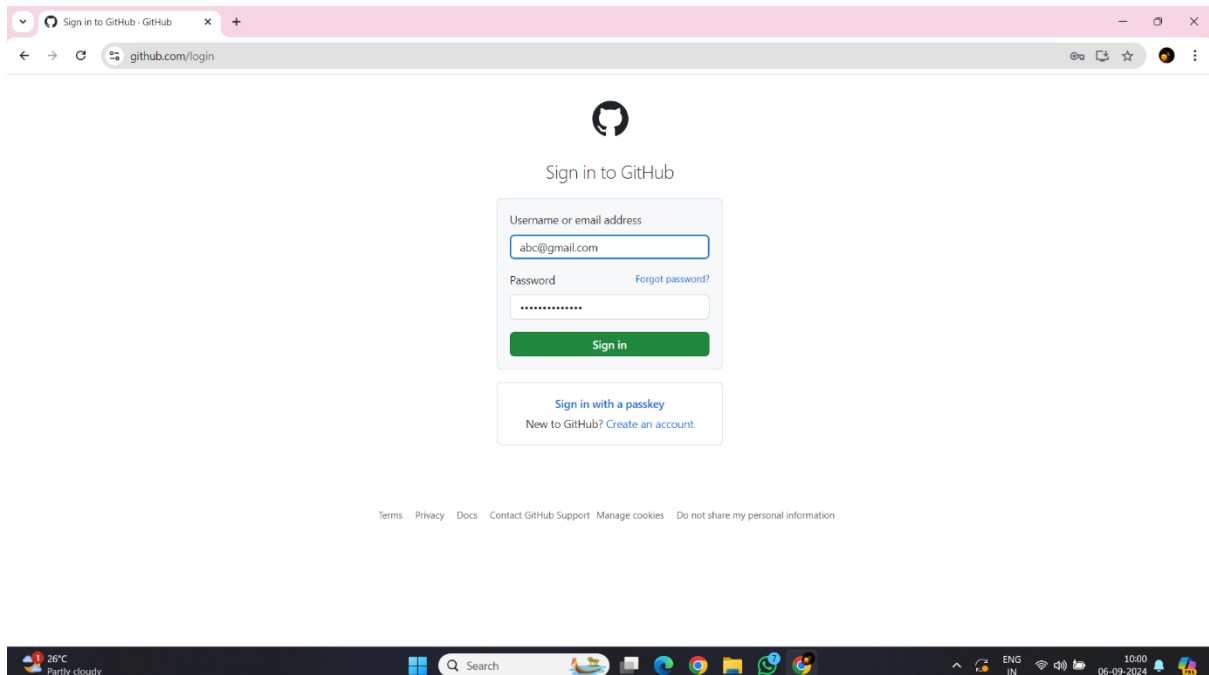 Sign in to GitHub · GitHub
github.com/login
Sign in to GitHub
Username or email address
abc@gmail.com
Password Forgot password?
••••••••••••••
Sign in
Sign in with a passkey
New to GitHub? Create an account
Terms Privacy Docs Contact GitHub Support Manage cookies Do not share my personal information
1 26°C
Partly cloudy
Search
7
ENG
IN
10:00
06-09-2024
PRE